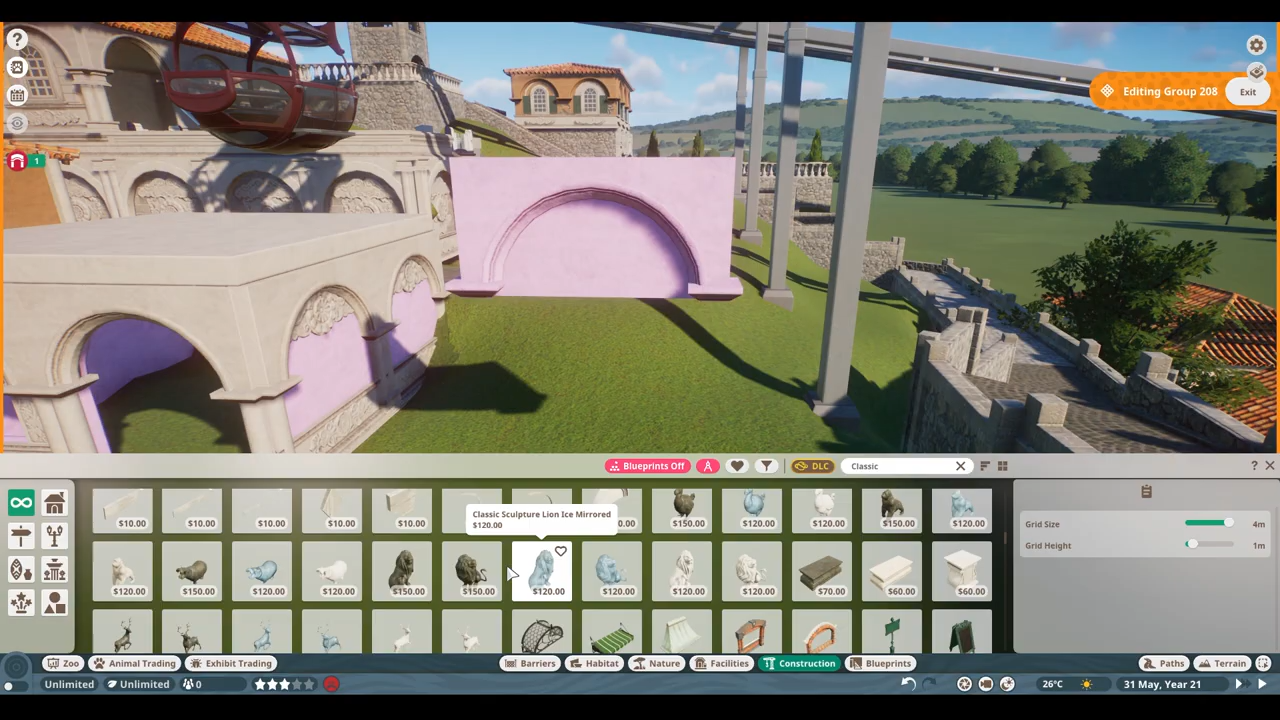 ?
Editing Group 208
Exit
1
Blueprints Off
DLC
Classic
?
$10.00
$10.00
$10.00
$10.00
$10.00
Classic Sculpture Lion Ice Mirrored
$120.00
$150.00
$120.00
$120.00
$150.00
$120.00
Grid Size
4m
Grid Height
1m
$120.00
$150.00
$120.00
$120.00
$150.00
$150.00
$120.00
$120.00
$120.00
$120.00
$70.00
$60.00
$60.00
Zoo
Animal Trading
Exhibit Trading
Barriers
Habitat
Nature
Facilities
Construction
Blueprints
Paths
Terrain
Unlimited
Unlimited
0
26°C
31 May, Year 21